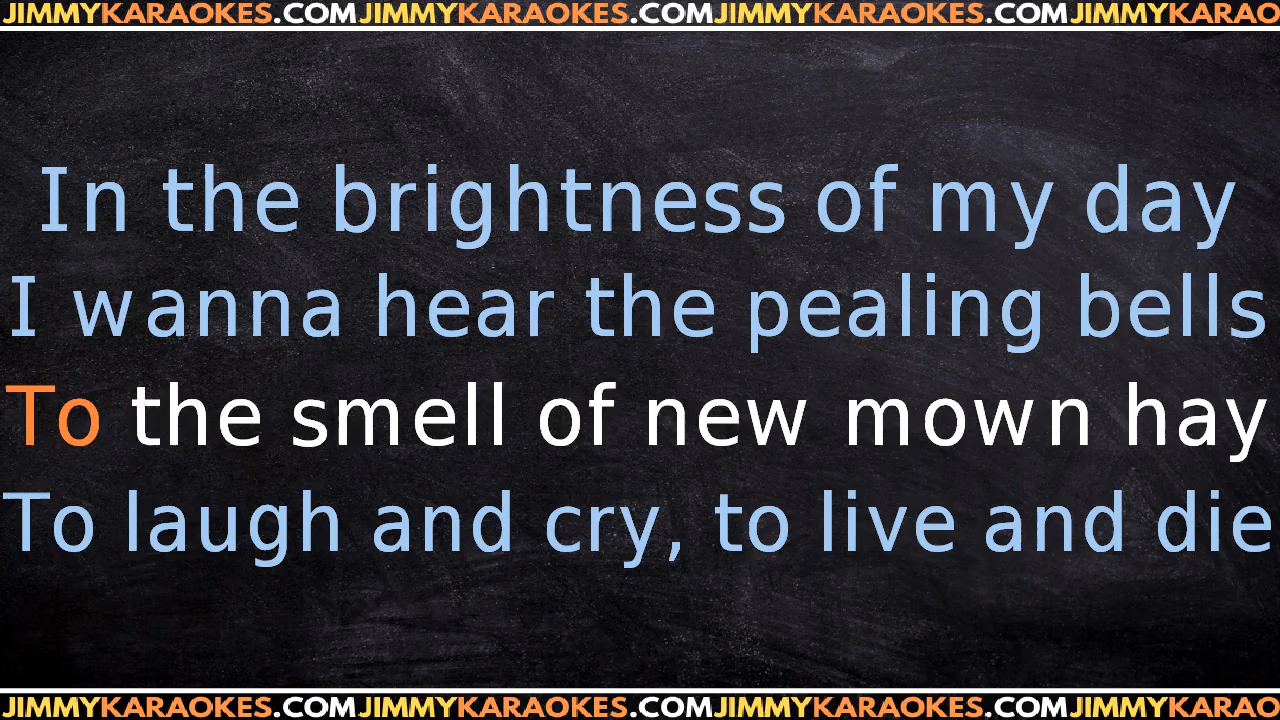 JIMMYKARAOKES.COMJIMMYKARAOKES.COMJIMMYKARAOKES.COMJIMMYKARAO
In the brightness of my day
I wanna hear the pealing bells
To the smell of new mown hay
To laugh and cry, to live and die
JIMMYKARAOKES.COMJIMMYKARAOKES.COMJIMMYKARAOKES.COMJIMMYKARAO